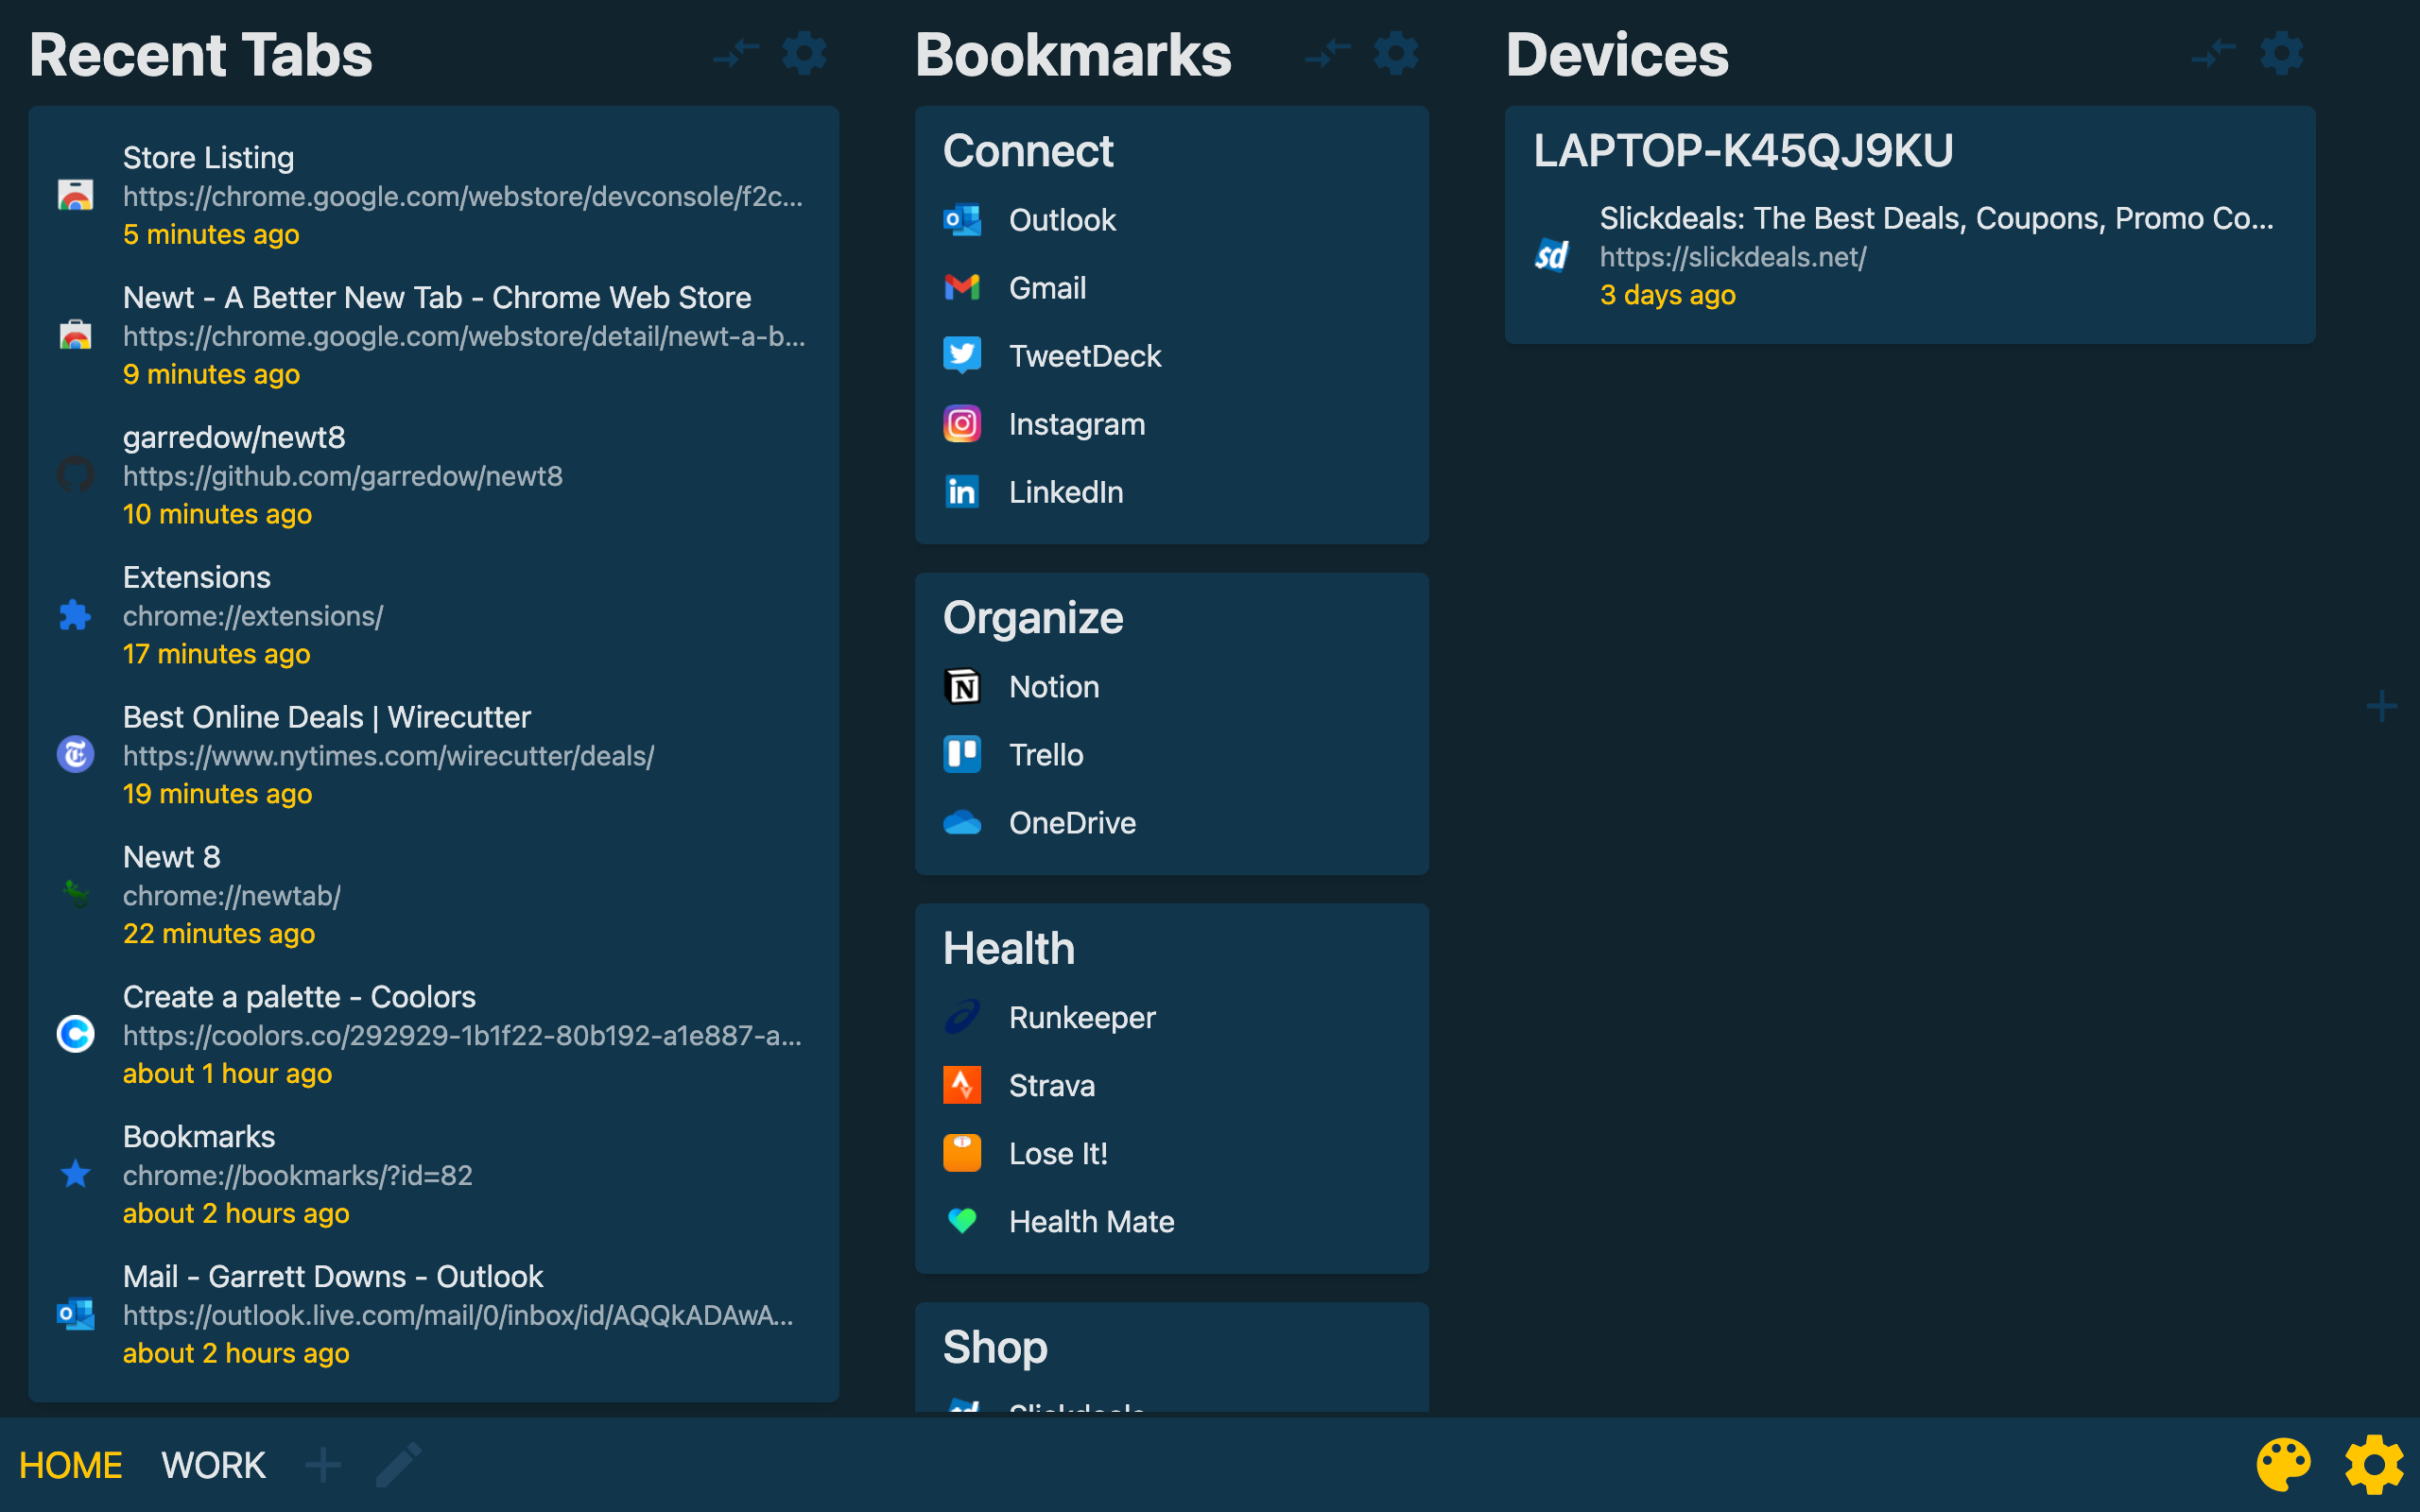 Recent Tabs
Store Listing
https://chrome.google.com/webstore/devconsole/f2c...
5 minutes ago
Newt - A Better New Tab - Chrome Web Store
https://chrome.google.com/webstore/detail/newt-a-b...
9 minutes ago
garredow/newt8
https://github.com/garredow/newt8
10 minutes ago
Extensions
chrome://extensions/
17 minutes ago
Best Online Deals | Wirecutter
https://www.nytimes.com/wirecutter/deals/
19 minutes ago
Newt 8
chrome://newtab/
22 minutes ago
Create a palette - Coolors
https://coolors.co/292929-1b1f22-80b192-a1e887-a...
about 1 hour ago
Bookmarks
chrome://bookmarks/?id=82
about 2 hours ago
Mail - Garrett Downs - Outlook
https://outlook.live.com/mail/0/inbox/id/AQQkADAwA...
about 2 hours ago
Bookmarks
Connect
Outlook
Gmail
TweetDeck
Instagram
LinkedIn
Organize
Notion
Trello
OneDrive
Health
Runkeeper
Strava
Lose It!
Health Mate
Shop
Slickdeals
Devices
LAPTOP-K45QJ9KU
Slickdeals: The Best Deals, Coupons, Promo Co...
https://slickdeals.net/
3 days ago
HOME
WORK